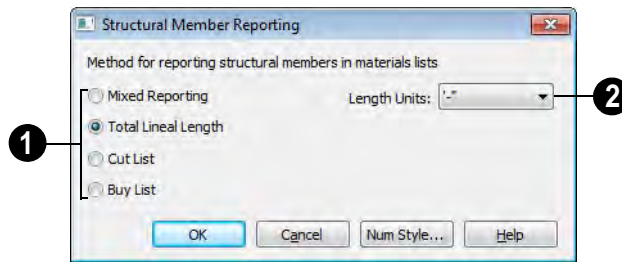 Structural Member Reporting
Method for reporting structural members in materials lists
Mixed Reporting
Length Units: '-"
2
Total Lineal Length
1
Cut List
Buy List
OK Cancel Num Style... Help